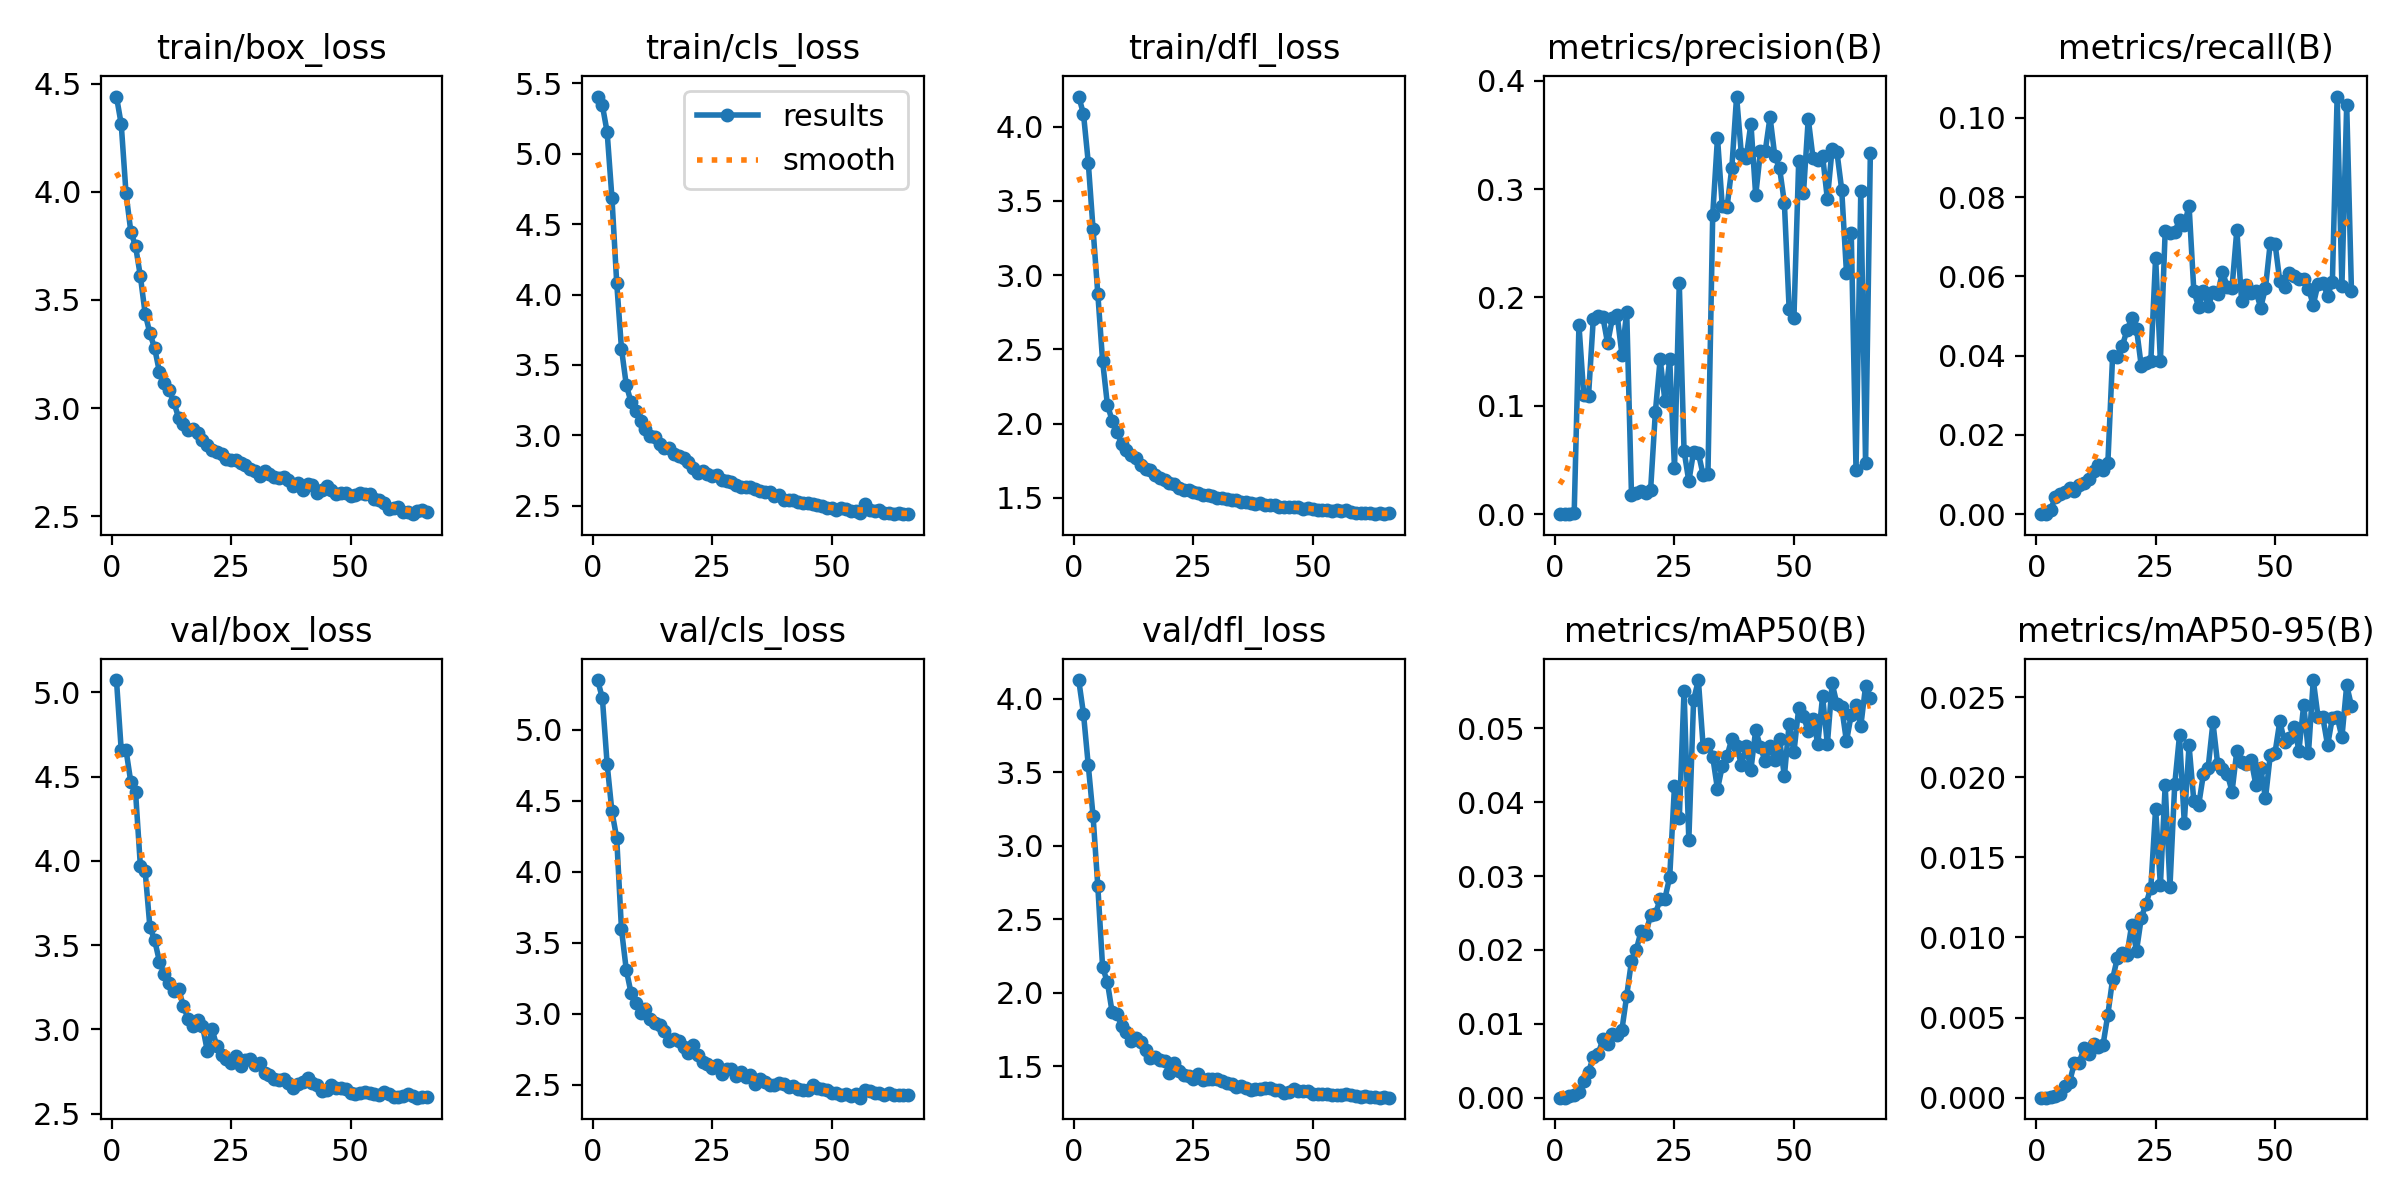 train/box_loss
4.5
4.0
3.5
3.0
2.5
0 25 50
train/cls_loss
5.5
5.0
4.5
4.0
3.5
3.0
2.5
results
smooth
0 25 50
train/dfl_loss
4.0
3.5
3.0
2.5
2.0
1.5
0 25 50
metrics/precision(B)
0.4
0.3
0.2
0.1
0.0
0 25 50
metrics/recall(B)
0.10
0.08
0.06
0.04
0.02
0.00
0 25 50
val/box_loss
5.0
4.5
4.0
3.5
3.0
2.5
0 25 50
val/cls_loss
5.0
4.5
4.0
3.5
3.0
2.5
0 25 50
val/dfl_loss
4.0
3.5
3.0
2.5
2.0
1.5
0 25 50
metrics/mAP50(B)
0.05
0.04
0.03
0.02
0.01
0.00
0 25 50
metrics/mAP50-95(B)
0.025
0.020
0.015
0.010
0.005
0.000
0 25 50